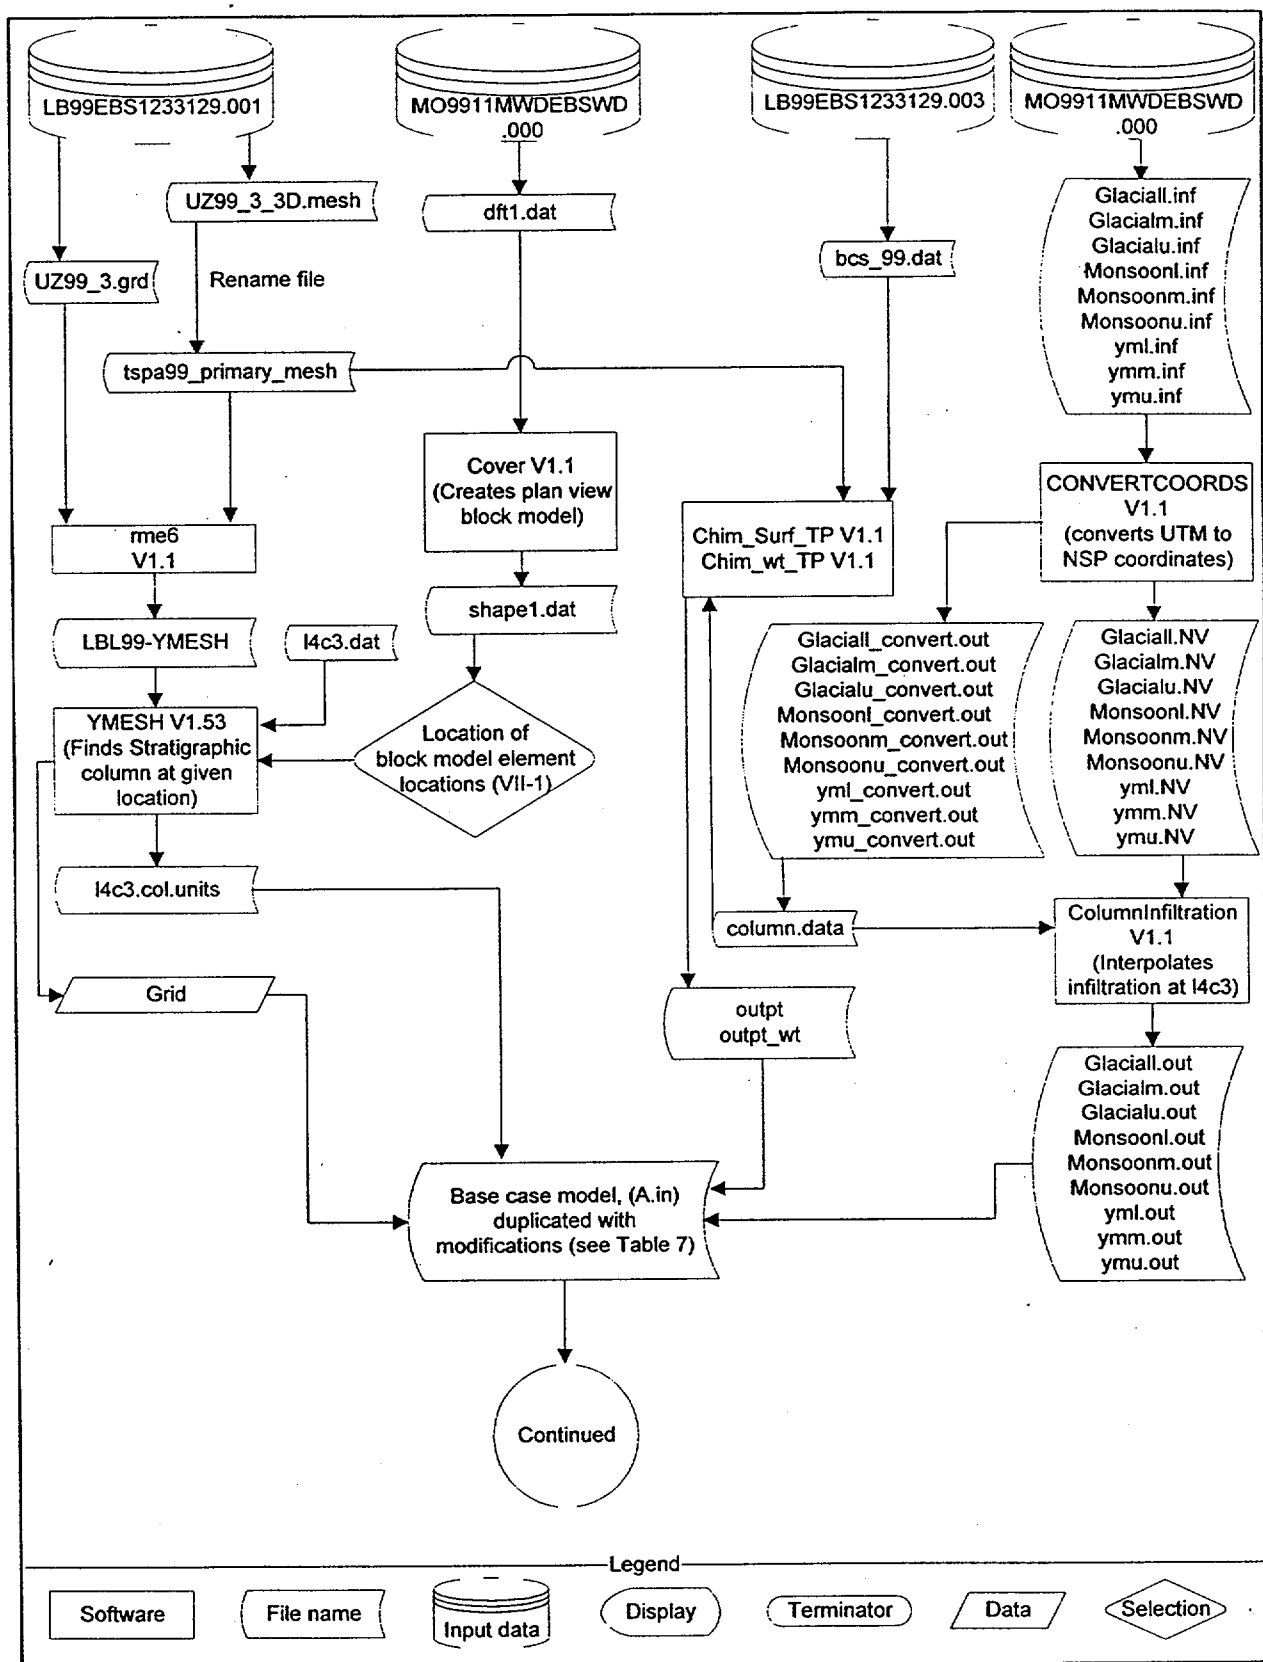 LB99EBS1233129.001
MO9911MWDEBSWD
.000
LB99EBS1233129.003
MO9911MWDEBSWD
.000
UZ99_3_3D.mesh
dft1.dat
Glaciall.inf
Glacialm.inf
Glacialu.inf
Monsoonl.inf
Monsoonm.inf
Monsoonu.inf
yml.inf
ymm.inf
ymu.inf
bcs_99.dat
UZ99_3.grd
Rename file
tspa99_primary_mesh
Cover V1.1
(Creates plan view
block model)
CONVERTCOORDS
V1.1
(converts UTM to
NSP coordinates)
rme6
V1.1
Chim_Surf_TP V1.1
Chim_wt_TP V1.1
shape1.dat
LBL99-YMESH
l4c3.dat
Glaciall_convert.out
Glacialm_convert.out
Glacialu_convert.out
Monsoonl_convert.out
Monsoonm_convert.out
Monsoonu_convert.out
yml_convert.out
ymm_convert.out
ymu_convert.out
Glaciall.NV
Glacialm.NV
Glacialu.NV
Monsoonl.NV
Monsoonm.NV
Monsoonu.NV
yml.NV
ymm.NV
ymu.NV
YMESH V1.53
(Finds Stratigraphic
column at given
location)
Location of
block model element
locations (VII-1)
l4c3.col.units
column.data
ColumnInfiltration
V1.1
(Interpolates
infiltration at l4c3)
Grid
outpt
outpt_wt
Glaciall.out
Glacialm.out
Glacialu.out
Monsoonl.out
Monsoonm.out
Monsoonu.out
yml.out
ymm.out
ymu.out
Base case model, (A.in)
duplicated with
modifications (see Table 7)
Continued
Legend
Software
File name
Input data
Display
Terminator
Data
Selection